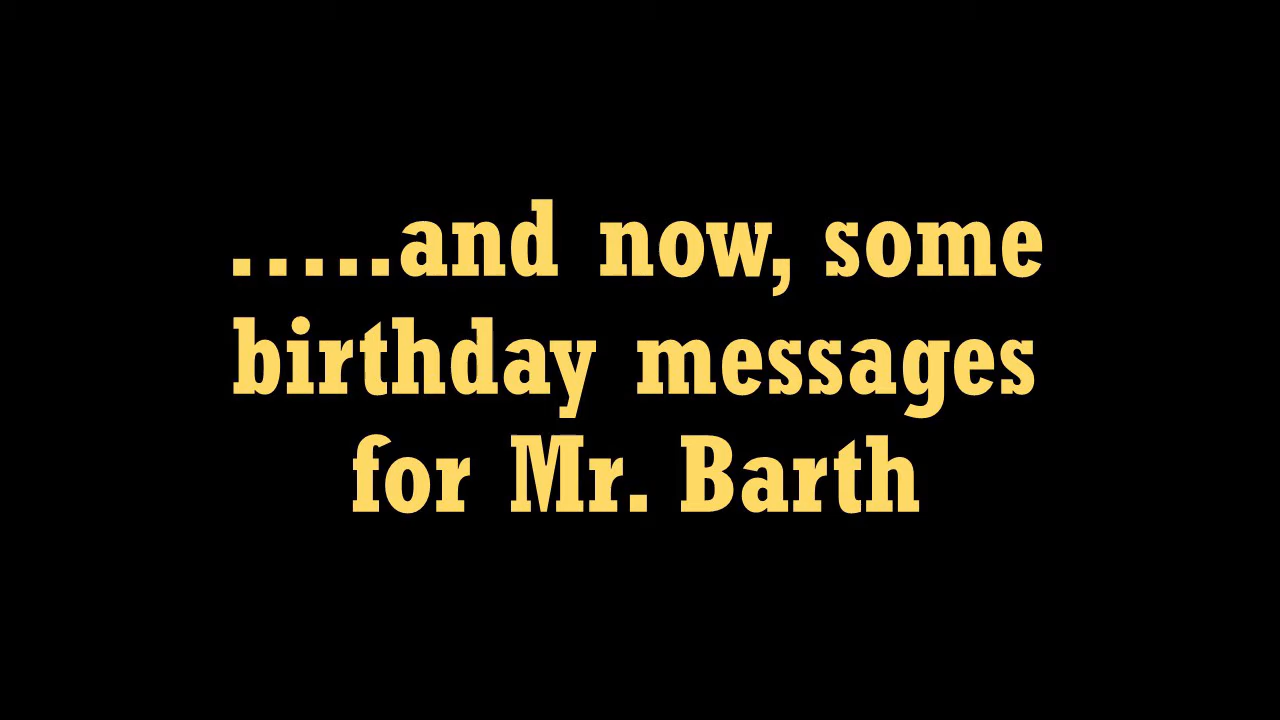 .....and now, some
birthday messages
for Mr. Barth